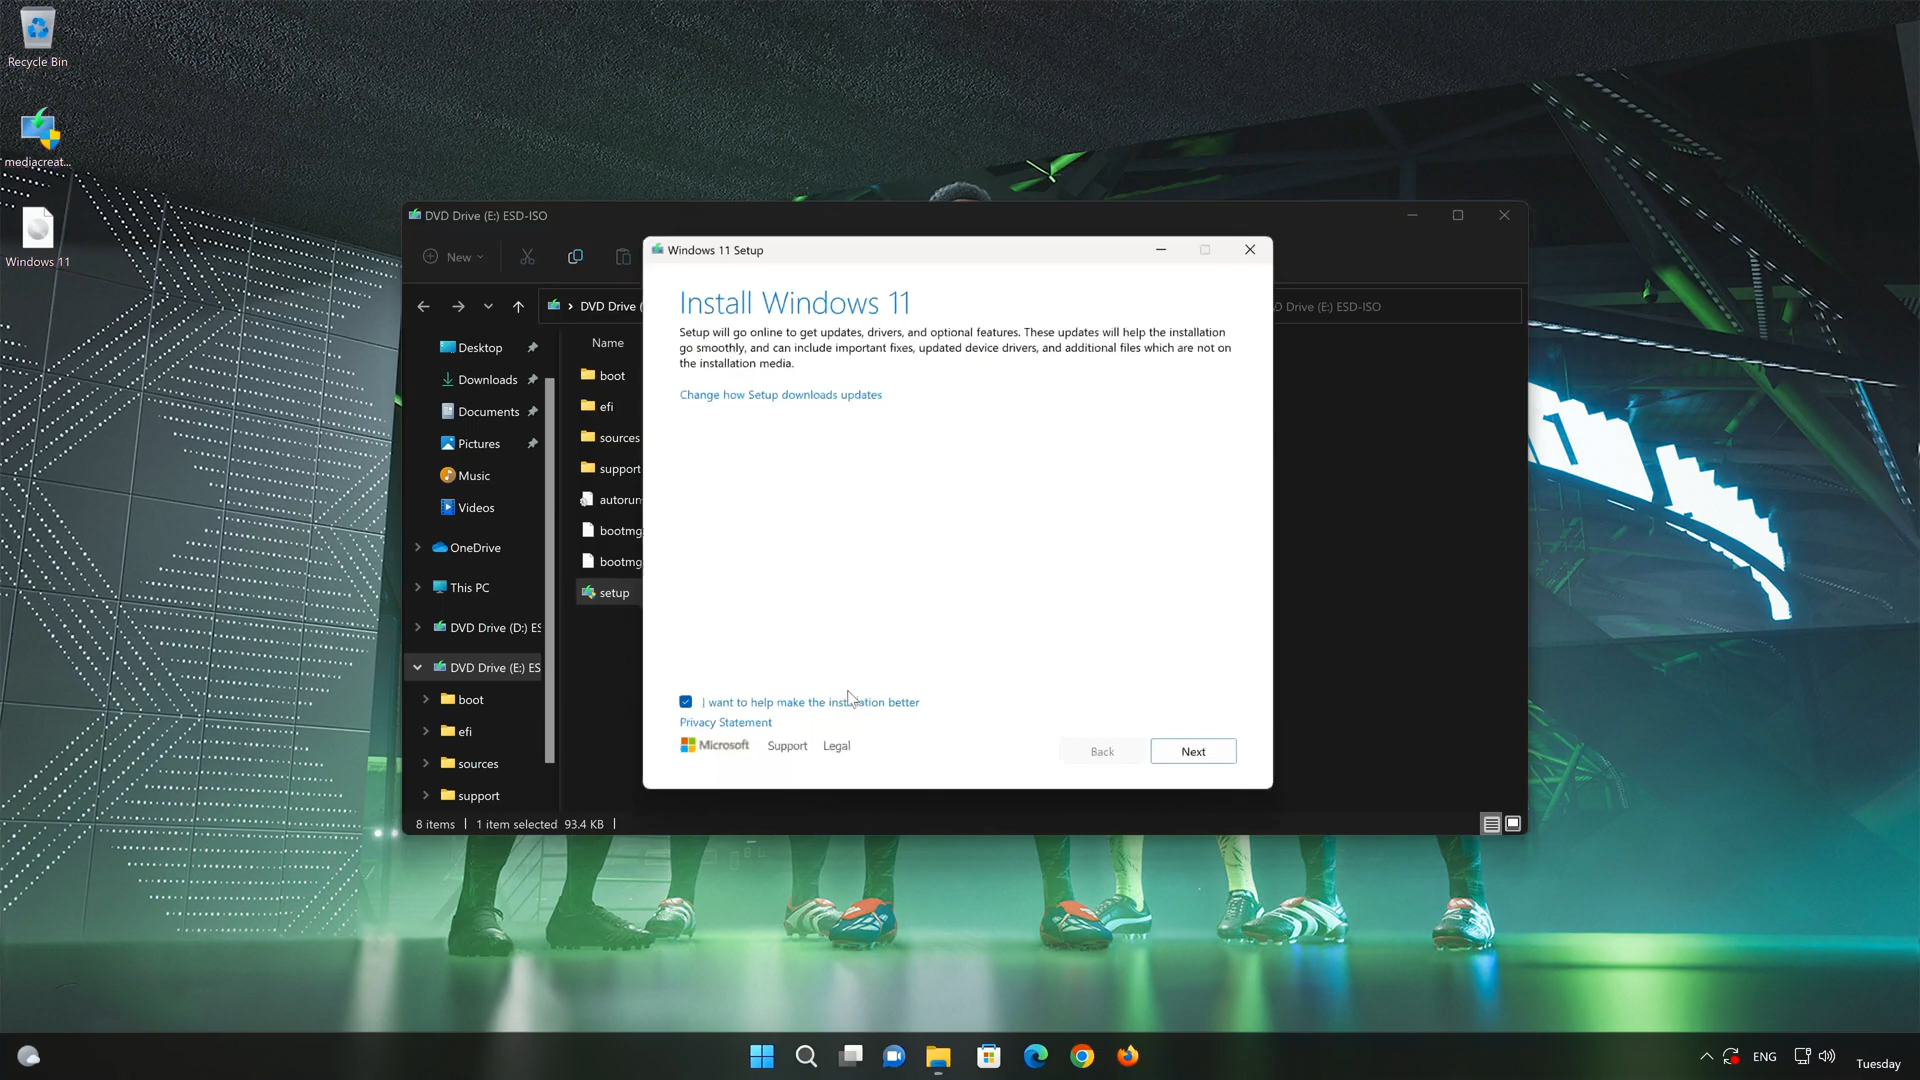 Recycle Bin
mediacreat...
Windows 11
DVD Drive (E:) ESD-ISO
New
DVD Drive (
D Drive (E:) ESD-ISO
Desktop
Downloads
Documents
Pictures
Music
Videos
OneDrive
This PC
DVD Drive (D:) ES
DVD Drive (E:) ES
boot
efi
sources
support
Name
boot
efi
sources
support
autorun
bootmg
bootmg
setup
8 items
1 item selected 93.4 KB
Windows 11 Setup
Install Windows 11
Setup will go online to get updates, drivers, and optional features. These updates will help the installation
go smoothly, and can include important fixes, updated device drivers, and additional files which are not on
the installation media.
Change how Setup downloads updates
I want to help make the installation better
Privacy Statement
Microsoft Support Legal
Back
Next
ENG
Tuesday